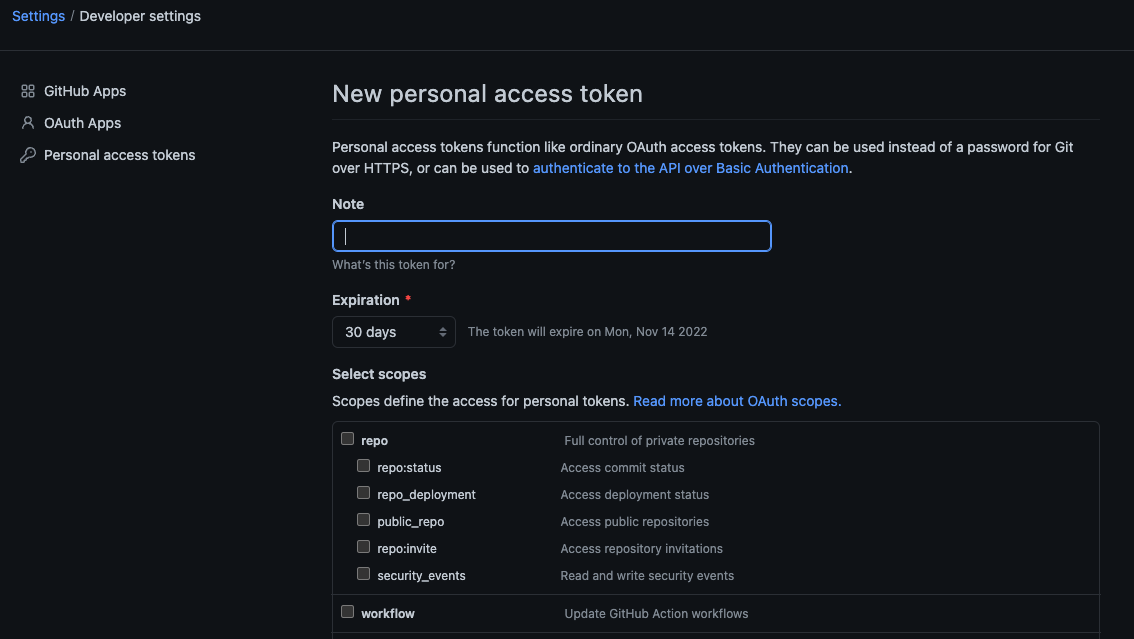 Settings / Developer settings
GitHub Apps
OAuth Apps
Personal access tokens
New personal access token
Personal access tokens function like ordinary OAuth access tokens. They can be used instead of a password for Git
over HTTPS, or can be used to authenticate to the API over Basic Authentication.
Note
What's this token for?
Expiration *
30 days The token will expire on Mon, Nov 14 2022
Select scopes
Scopes define the access for personal tokens. Read more about OAuth scopes.
repo Full control of private repositories
repo:status Access commit status
repo_deployment Access deployment status
public_repo Access public repositories
repo:invite Access repository invitations
security_events Read and write security events
workflow Update GitHub Action workflows